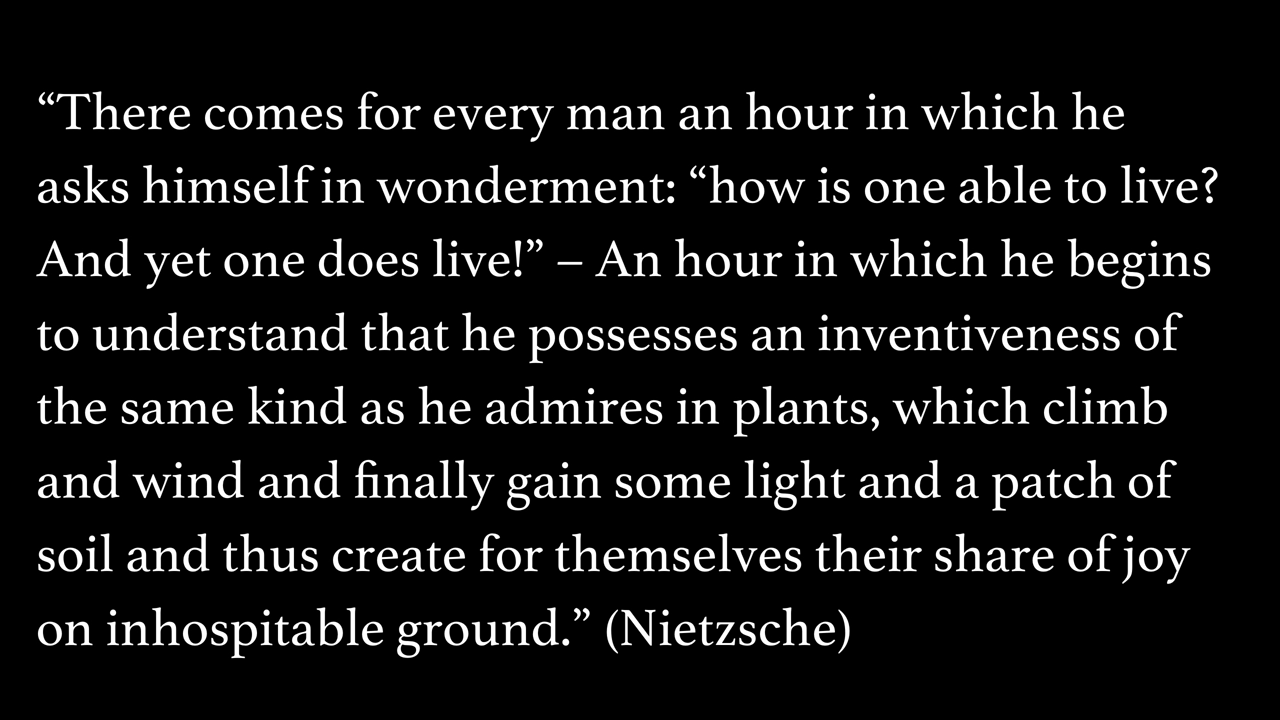 “There comes for every man an hour in which he
asks himself in wonderment: “how is one able to live?
And yet one does live!” – An hour in which he begins
to understand that he possesses an inventiveness of
the same kind as he admires in plants, which climb
and wind and finally gain some light and a patch of
soil and thus create for themselves their share of joy
on inhospitable ground.” (Nietzsche)